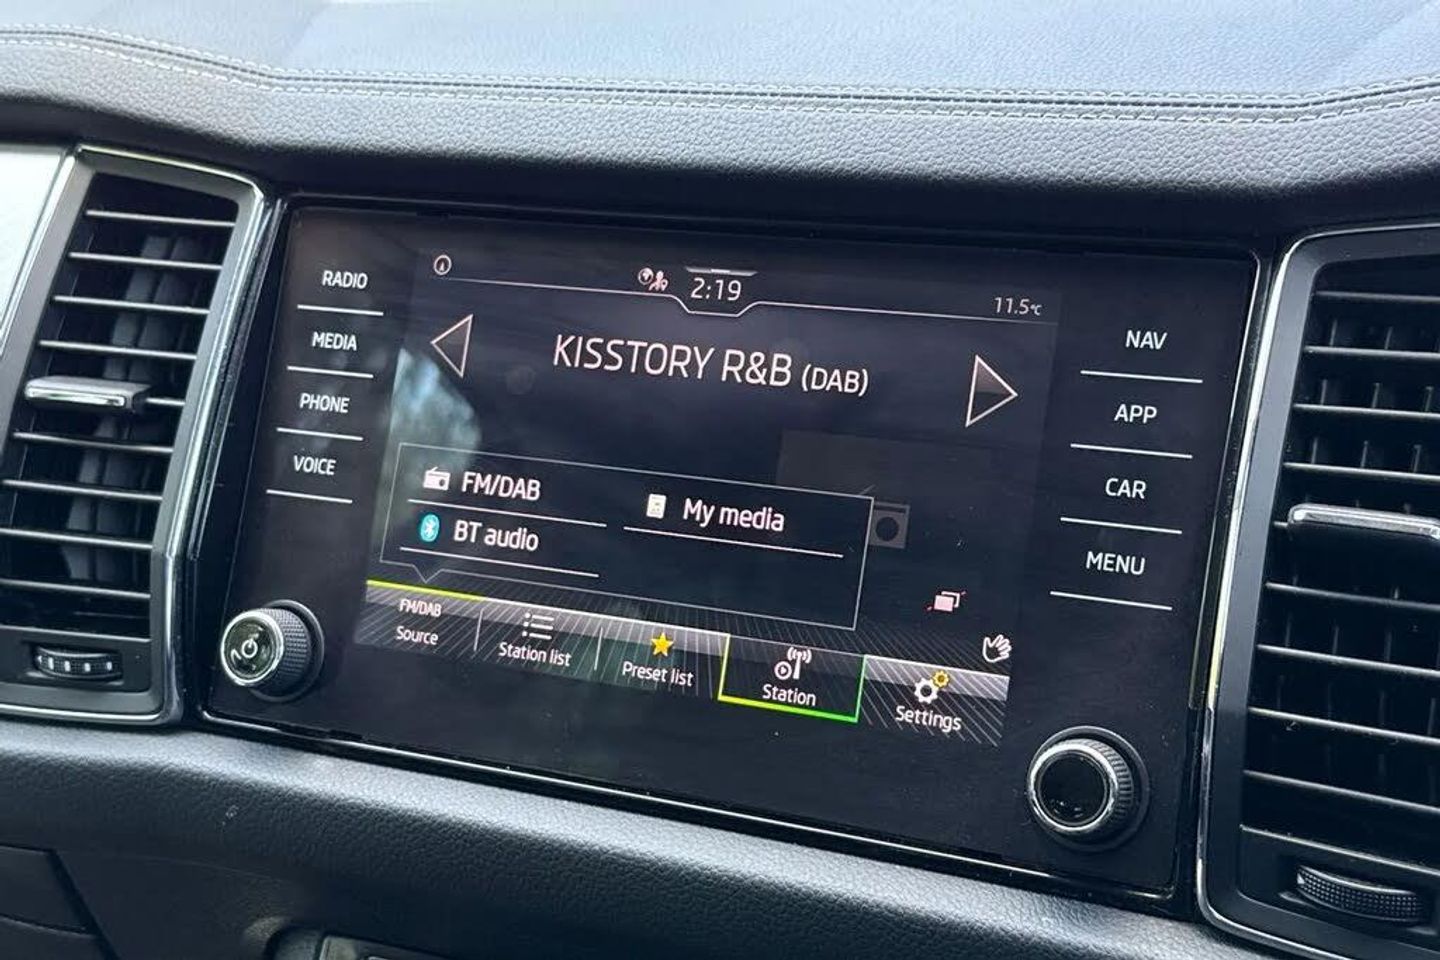 RADIO
MEDIA
PHONE
VOICE
2:19
11.5°C
KISSTORY R&B (DAB)
FM/DAB
My media
BT audio
FM/DAB
Source
Station list
Preset list
Station
Settings
NAV
APP
CAR
MENU